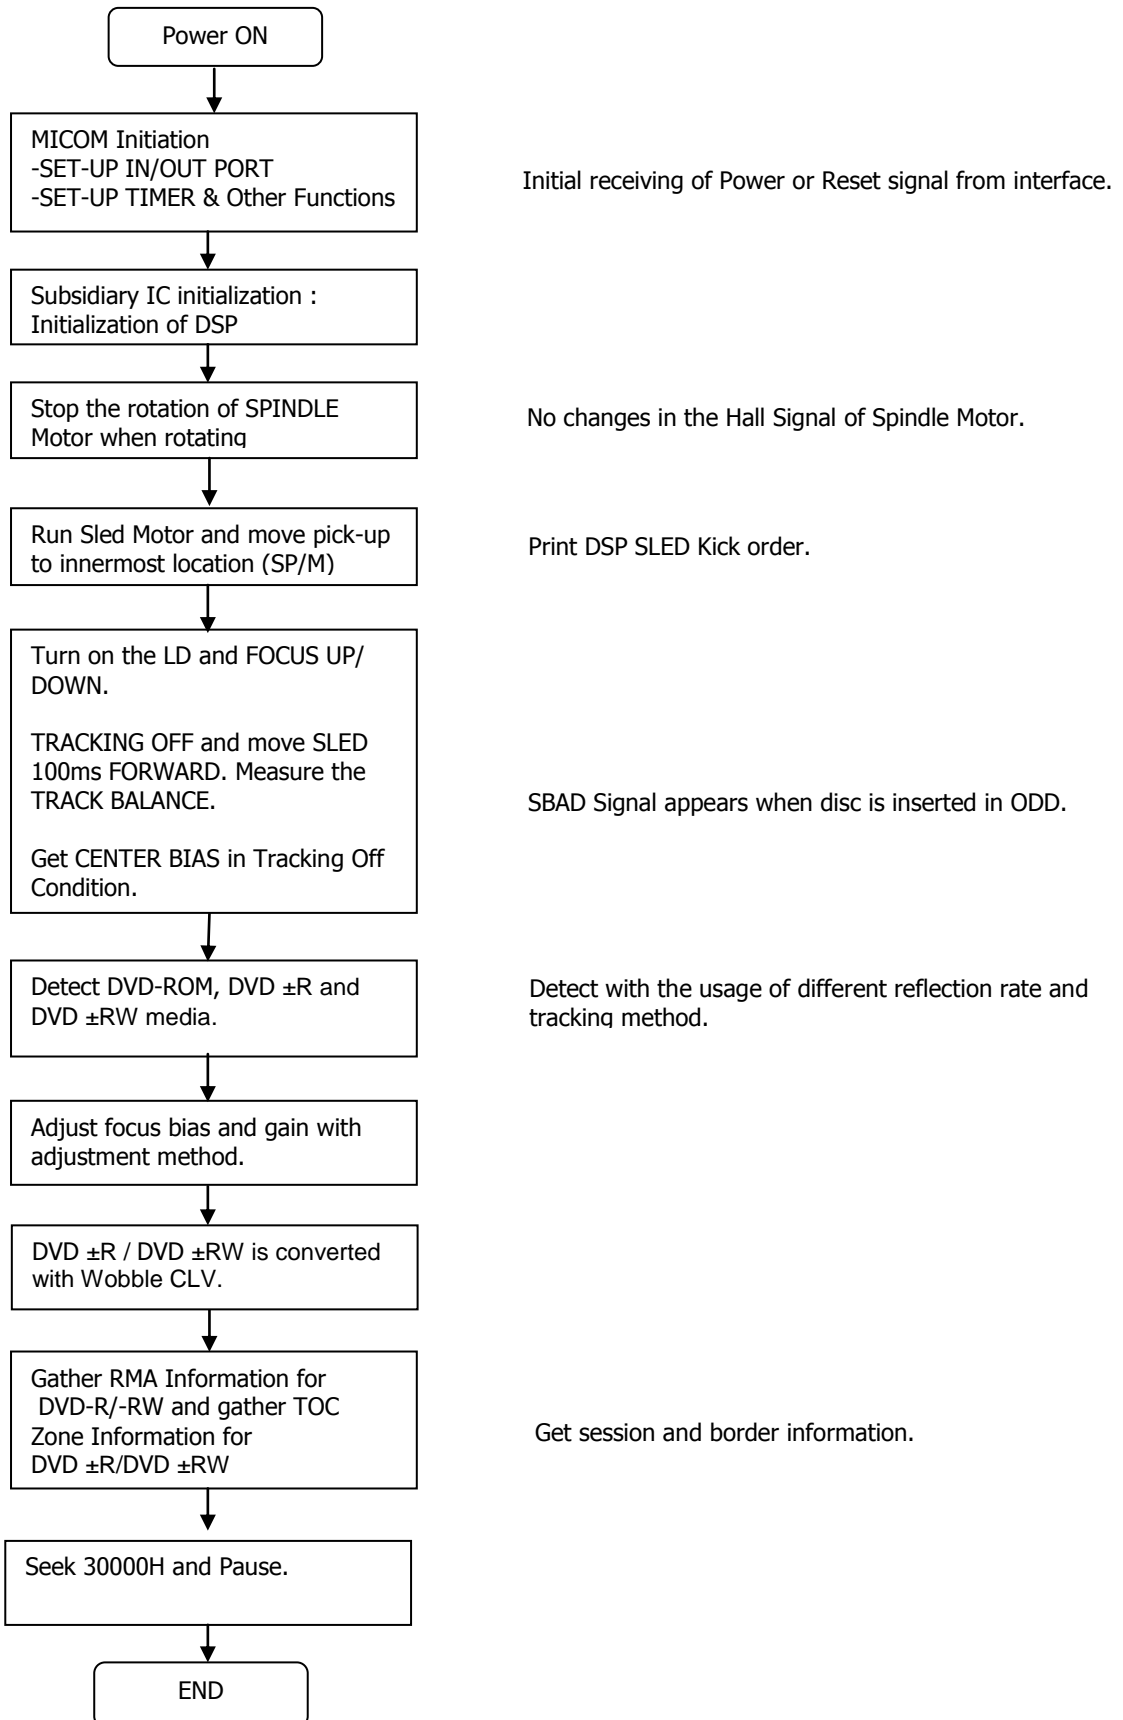 Power ON
MICOM Initiation
-SET-UP IN/OUT PORT
-SET-UP TIMER & Other Functions
Initial receiving of Power or Reset signal from interface.
Subsidiary IC initialization :
Initialization of DSP
Stop the rotation of SPINDLE
Motor when rotating
No changes in the Hall Signal of Spindle Motor.
Run Sled Motor and move pick-up
to innermost location (SP/M)
Print DSP SLED Kick order.
Turn on the LD and FOCUS UP/
DOWN.
TRACKING OFF and move SLED
100ms FORWARD. Measure the
TRACK BALANCE.
Get CENTER BIAS in Tracking Off
Condition.
SBAD Signal appears when disc is inserted in ODD.
Detect DVD-ROM, DVD ±R and
DVD ±RW media.
Detect with the usage of different reflection rate and
tracking method.
Adjust focus bias and gain with
adjustment method.
DVD ±R / DVD ±RW is converted
with Wobble CLV.
Gather RMA Information for
DVD-R/-RW and gather TOC
Zone Information for
DVD ±R/DVD ±RW
Get session and border information.
Seek 30000H and Pause.
END